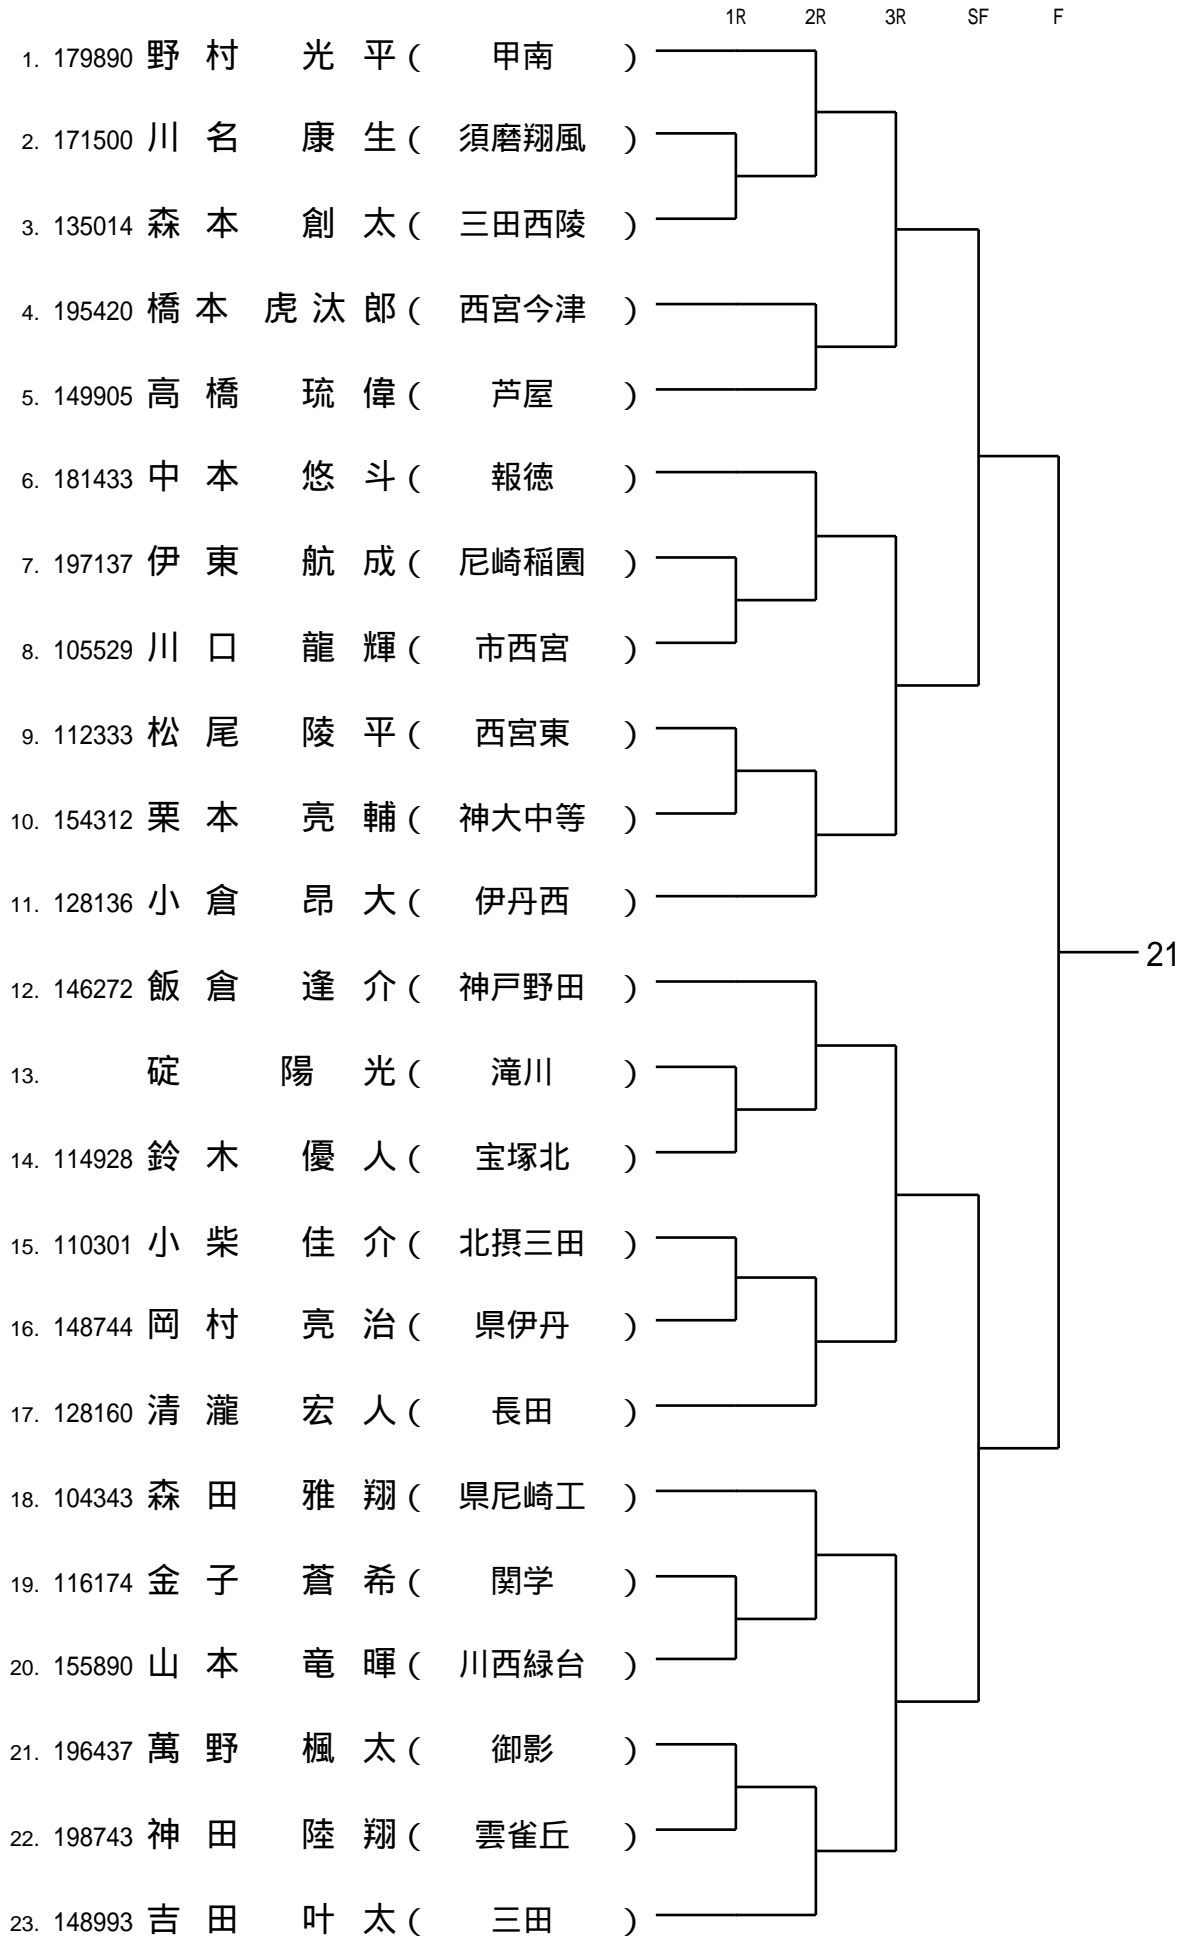 1R 2R 3R SF F
1. 179890 野村 光平 ( 甲南 )
2. 171500 川名 康生 ( 須磨翔風 )
3. 135014 森本 創太 ( 三田西陵 )
4. 195420 橋本 虎汰郎 ( 西宮今津 )
5. 149905 高橋 琉偉 ( 芦屋 )
6. 181433 中本 悠斗 ( 報徳 )
7. 197137 伊東 航成 ( 尼崎稲園 )
8. 105529 川口 龍輝 ( 市西宮 )
9. 112333 松尾 陵平 ( 西宮東 )
10. 154312 栗本 亮輔 ( 神大中等 )
11. 128136 小倉 昂大 ( 伊丹西 )
21
12. 146272 飯倉 逢介 ( 神戸野田 )
13. 碇 陽光 ( 滝川 )
14. 114928 鈴木 優人 ( 宝塚北 )
15. 110301 小柴 佳介 ( 北摂三田 )
16. 148744 岡村 亮治 ( 県伊丹 )
17. 128160 清瀧 宏人 ( 長田 )
18. 104343 森田 雅翔 ( 県尼崎工 )
19. 116174 金子 蒼希 ( 関学 )
20. 155890 山本 竜暉 ( 川西緑台 )
21. 196437 萬野 楓太 ( 御影 )
22. 198743 神田 陸翔 ( 雲雀丘 )
23. 148993 吉田 叶太 ( 三田 )